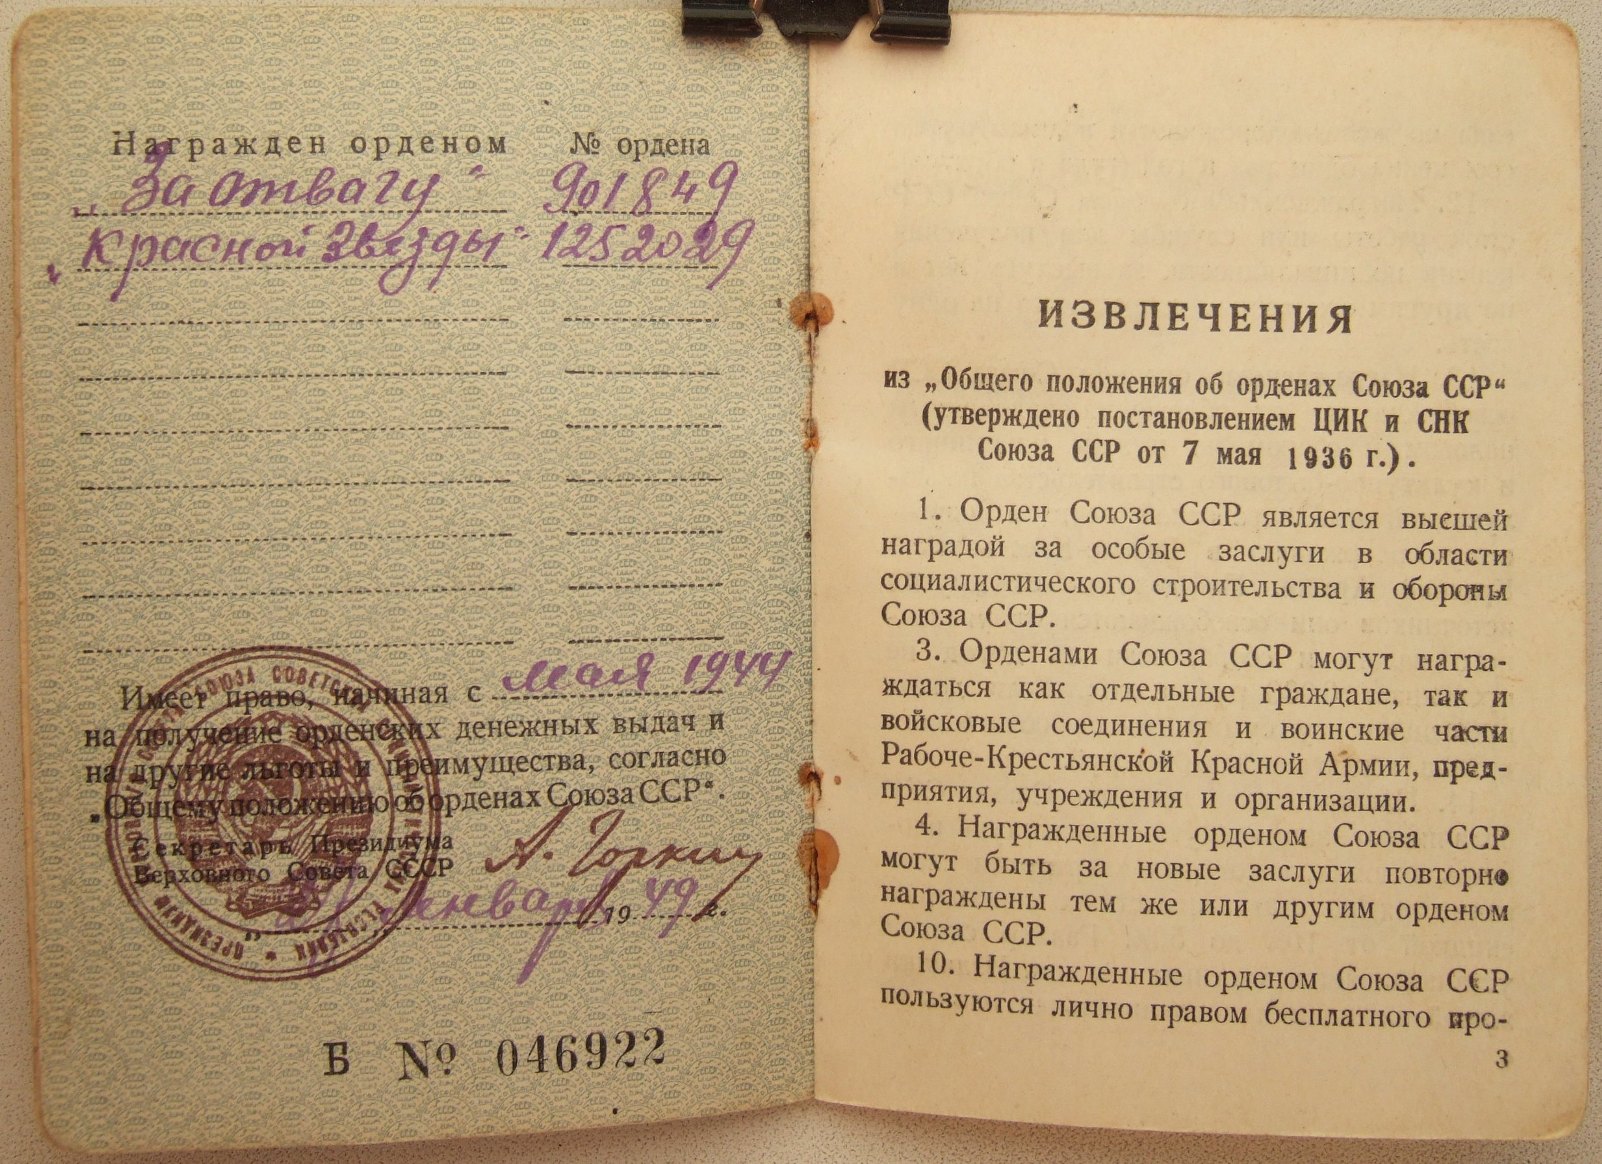 Награжден орденом № ордена
„За отвагу" 901849
„Красной Звезды" 1252029
Имеет право, начиная с мая 1944
на получение орденских денежных выдач и
на другие льготы и преимущества, согласно
„Общему положению об орденах Союза ССР“.
Секретарь Президиума
Верховного Совета СССР
А. Горкин
января 1949 г.
Б № 046922
ИЗВЛЕЧЕНИЯ
из „Общего положения об орденах Союза ССР“
(утверждено постановлением ЦИК и СНК
Союза ССР от 7 мая 1936 г.).
1. Орден Союза ССР является высшей
наградой за особые заслуги в области
социалистического строительства и обороны
Союза ССР.
3. Орденами Союза ССР могут награ-
ждаться как отдельные граждане, так и
войсковые соединения и воинские части
Рабоче-Крестьянской Красной Армии, пред-
приятия, учреждения и организации.
4. Награжденные орденом Союза ССР
могут быть за новые заслуги повторно
награждены тем же или другим орденом
Союза ССР.
10. Награжденные орденом Союза ССР
пользуются лично правом бесплатного про-
3